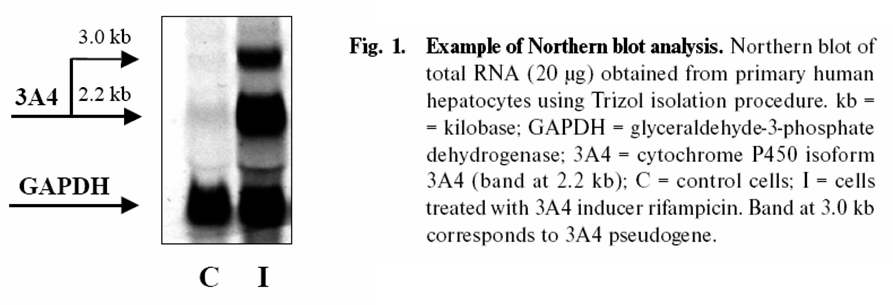 3.0 kb
3A4
2.2 kb
GAPDH
C I
Fig. 1. Example of Northern blot analysis. Northern blot of
total RNA (20 µg) obtained from primary human
hepatocytes using Trizol isolation procedure. kb =
= kilobase; GAPDH = glyceraldehyde-3-phosphate
dehydrogenase; 3A4 = cytochrome P450 isoform
3A4 (band at 2.2 kb); C = control cells; I = cells
treated with 3A4 inducer rifampicin. Band at 3.0 kb
corresponds to 3A4 pseudogene.